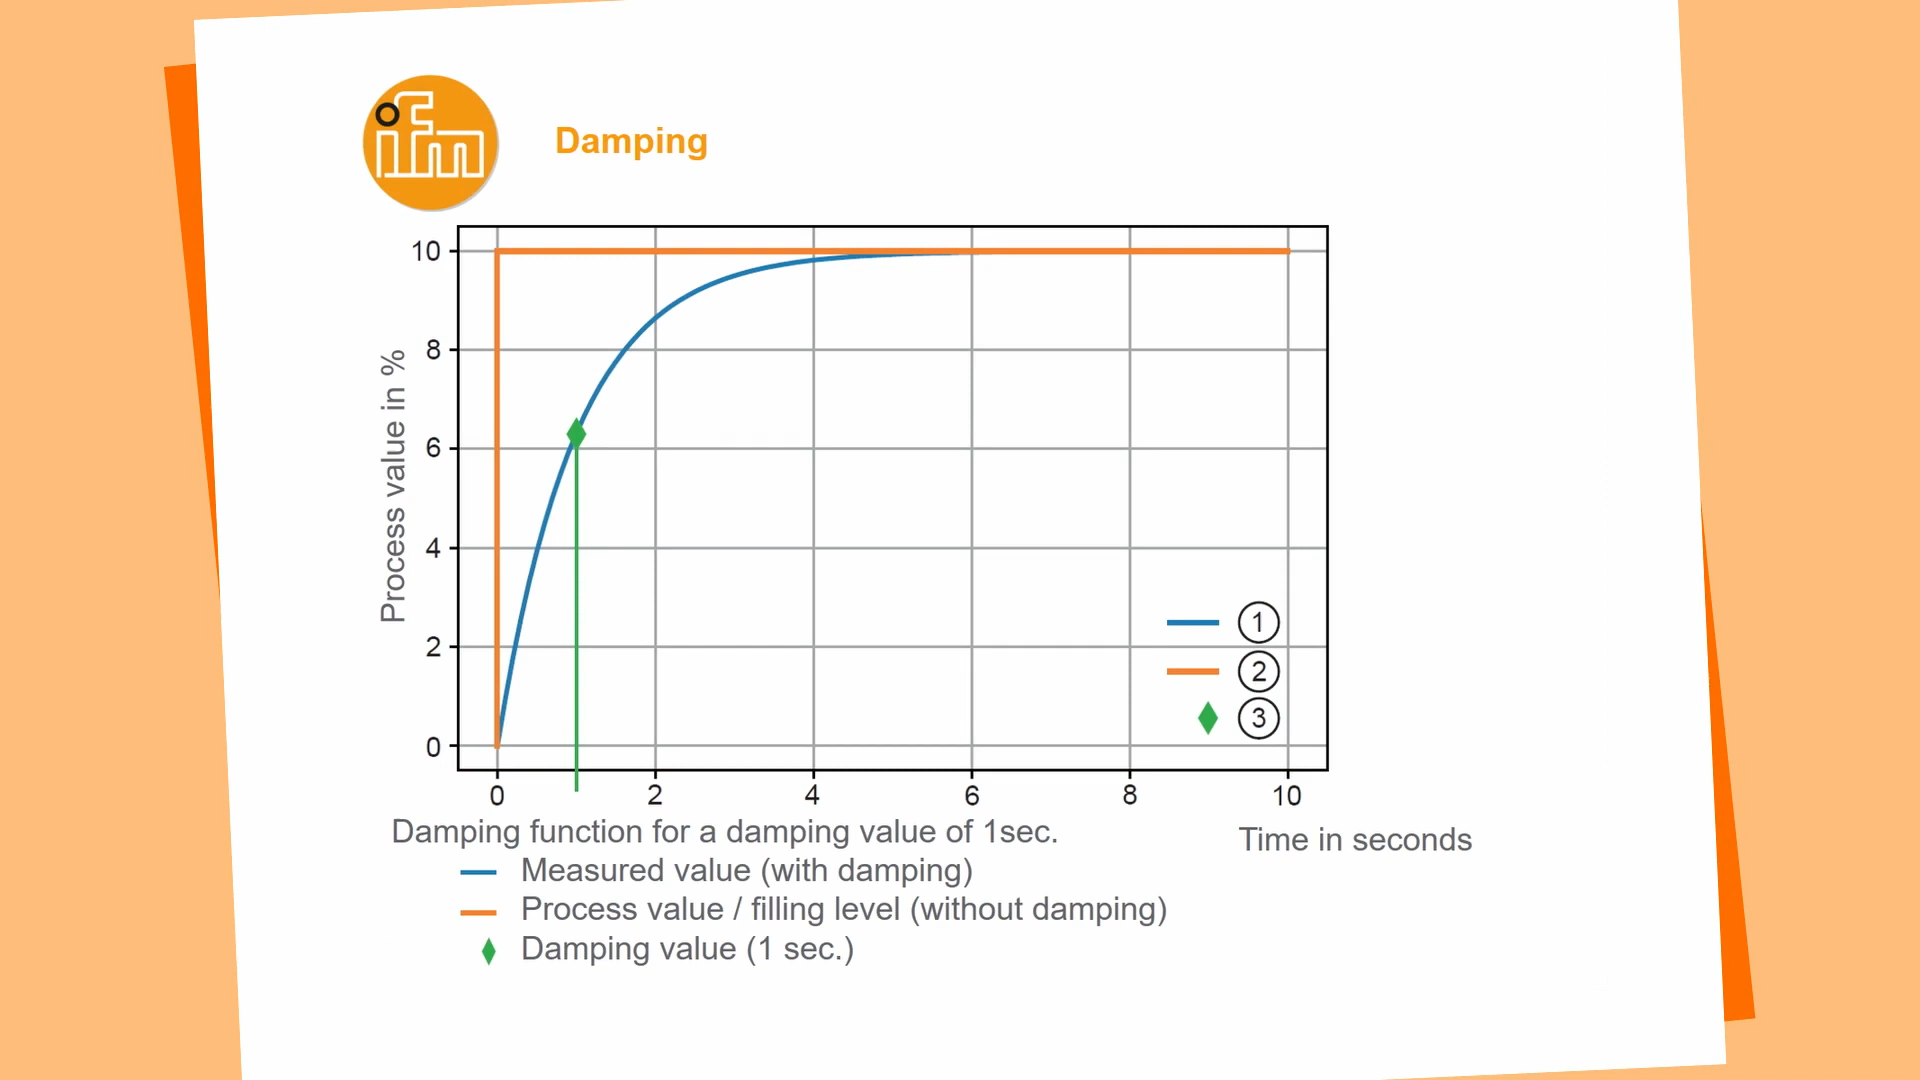 ifm
Damping
Process value in %
10
8
6
4
2
0
1
2
3
0 2 4 6 8 10
Time in seconds
Damping function for a damping value of 1sec.
Measured value (with damping)
Process value / filling level (without damping)
Damping value (1 sec.)